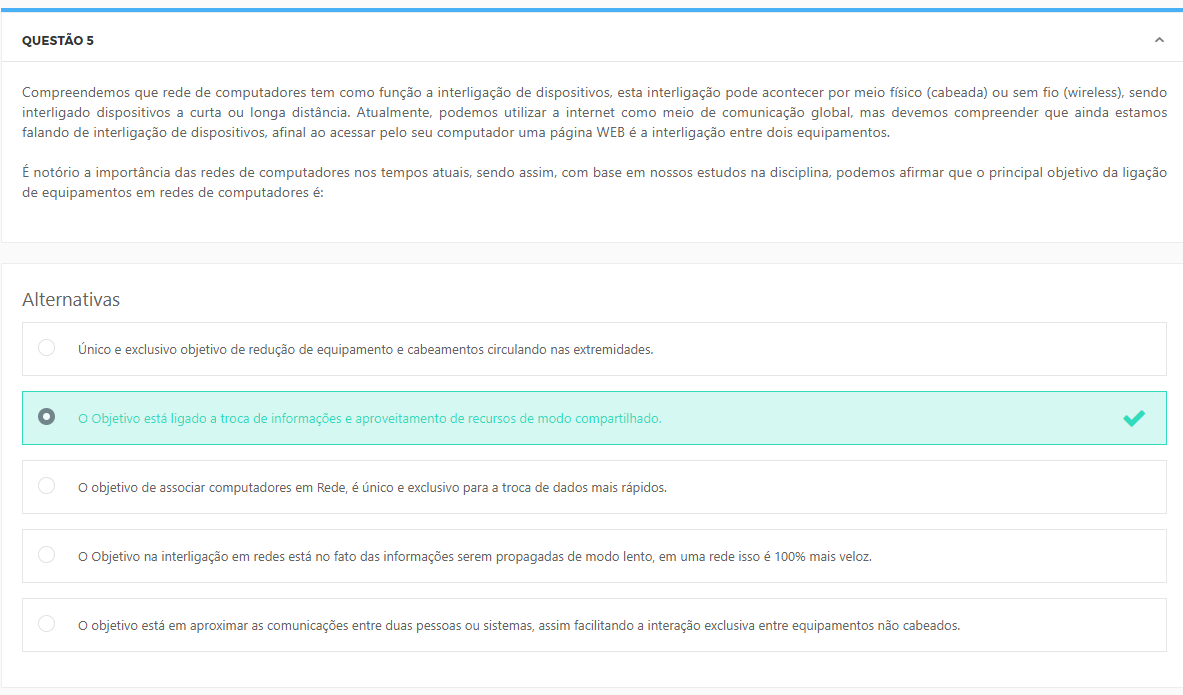 QUESTÃO 5
Compreendemos que rede de computadores tem como função a interligação de dispositivos, esta interligação pode acontecer por meio físico (cabeada) ou sem fio (wireless), sendo
interligado dispositivos a curta ou longa distância. Atualmente, podemos utilizar a internet como meio de comunicação global, mas devemos compreender que ainda estamos
falando de interligação de dispositivos, afinal ao acessar pelo seu computador uma página WEB é a interligação entre dois equipamentos.
É notório a importância das redes de computadores nos tempos atuais, sendo assim, com base em nossos estudos na disciplina, podemos afirmar que o principal objetivo da ligação
de equipamentos em redes de computadores é:
Alternativas
Único e exclusivo objetivo de redução de equipamento e cabeamentos circulando nas extremidades.
O Objetivo está ligado a troca de informações e aproveitamento de recursos de modo compartilhado.
O objetivo de associar computadores em Rede, é único e exclusivo para a troca de dados mais rápidos.
O Objetivo na interligação em redes está no fato das informações serem propagadas de modo lento, em uma rede isso é 100% mais veloz.
O objetivo está em aproximar as comunicações entre duas pessoas ou sistemas, assim facilitando a interação exclusiva entre equipamentos não cabeados.